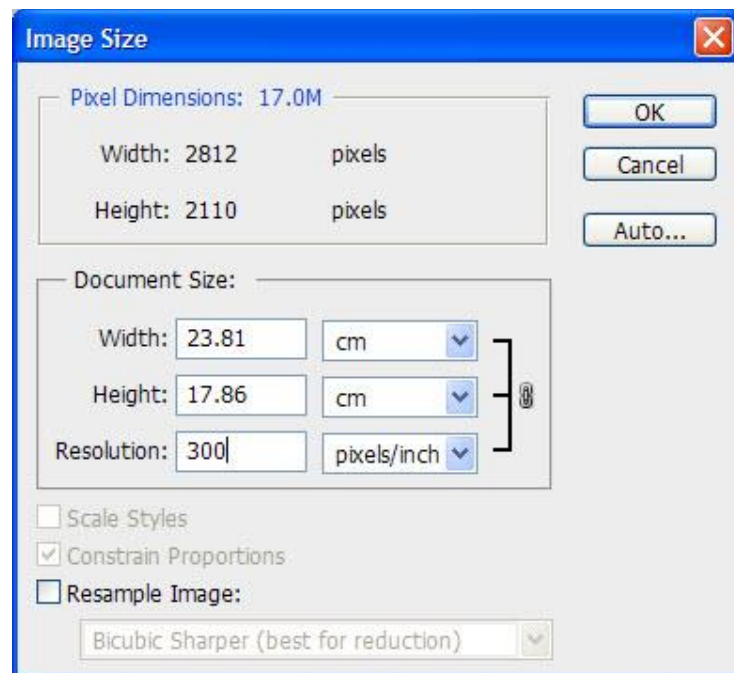 Image Size
Pixel Dimensions: 17.0M
OK
Width: 2812 pixels
Cancel
Height: 2110 pixels
Auto...
Document Size:
Width: 23.81 cm
Height: 17.86 cm
Resolution: 300 pixels/inch
Scale Styles
Constrain Proportions
Resample Image:
Bicubic Sharper (best for reduction)